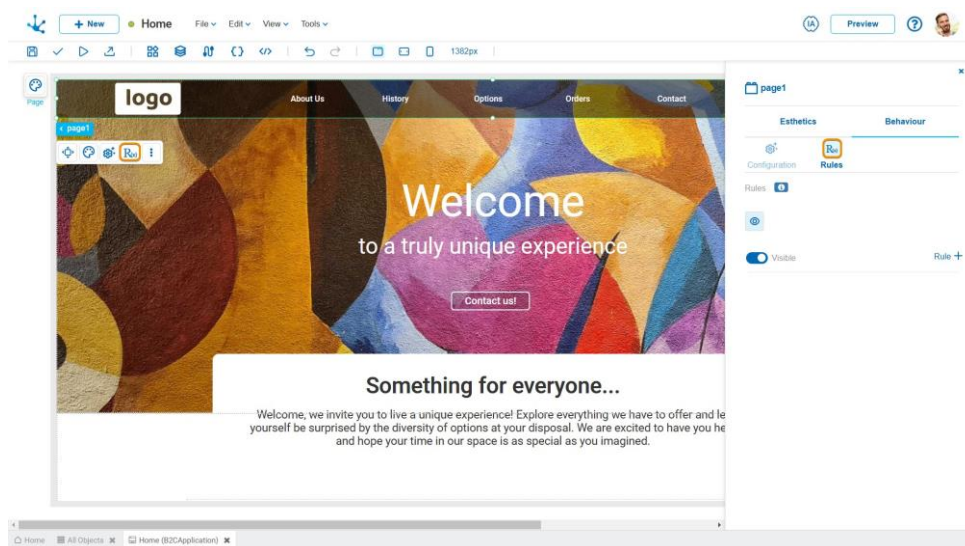 + New
Home
File
Edit
View
Tools
IA
Preview
?
1382px
Page
logo
About Us
History
Options
Orders
Contact
page1
R(x)
Welcome
to a truly unique experience
Contact us!
Something for everyone...
Welcome, we invite you to live a unique experience! Explore everything we have to offer and le
yourself be surprised by the diversity of options at your disposal. We are excited to have you he
and hope your time in our space is as special as you imagined.
page1
Esthetics
Behaviour
R(x)
Configuration
Rules
Rules
Visible
Rule +
Home
All Objects
Home (B2CApplication)